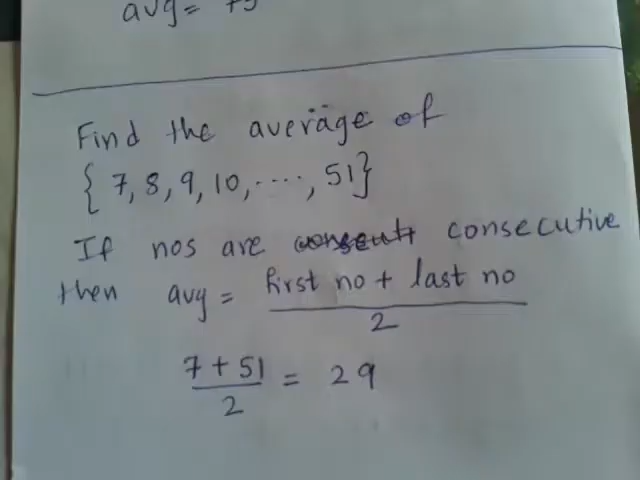 avg =
Find the average of
{ 7, 8, 9, 10, ...., 51}
If nos are consecutive
then avg = first no + last no
2
7 + 51
2
= 29